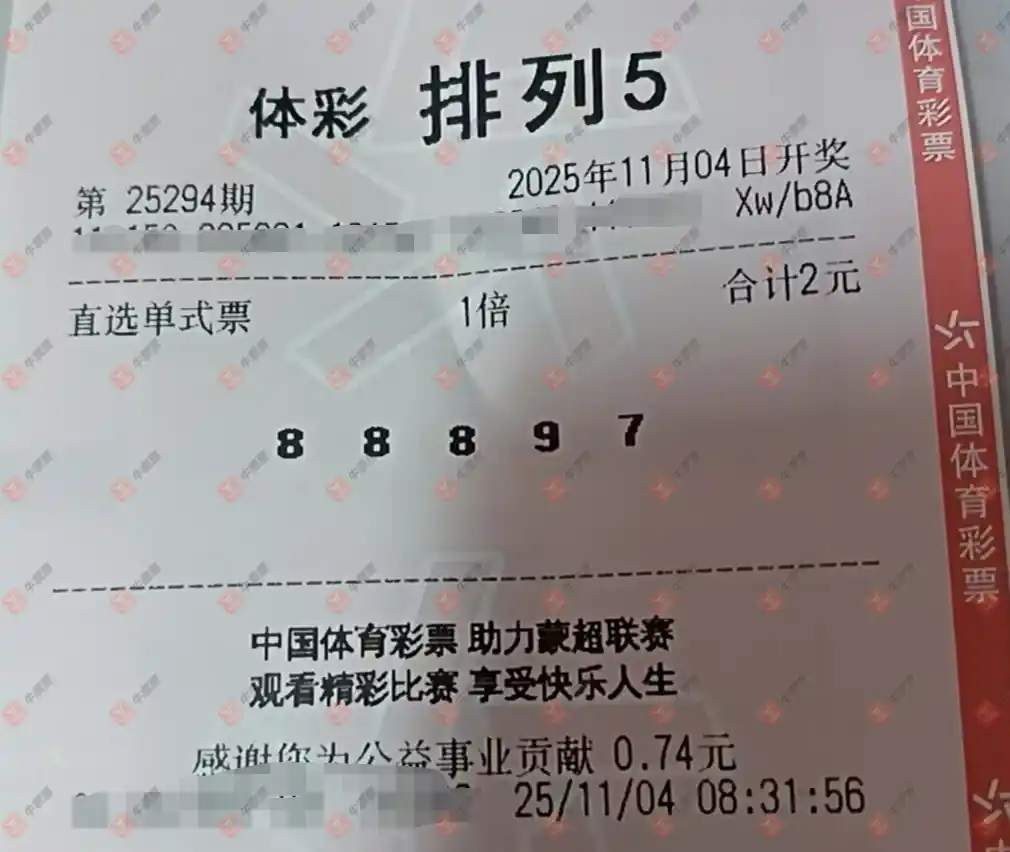 体彩 排列5
第 25294期
2025年11月04日开奖
Xw/b8A
直选单式票 1倍 合计2元
8 8 8 9 7
中国体育彩票 助力蒙超联赛
观看精彩比赛 享受快乐人生
感谢您为公益事业贡献 0.74元
25/11/04 08:31:56
中国体育彩票
中国体育彩票